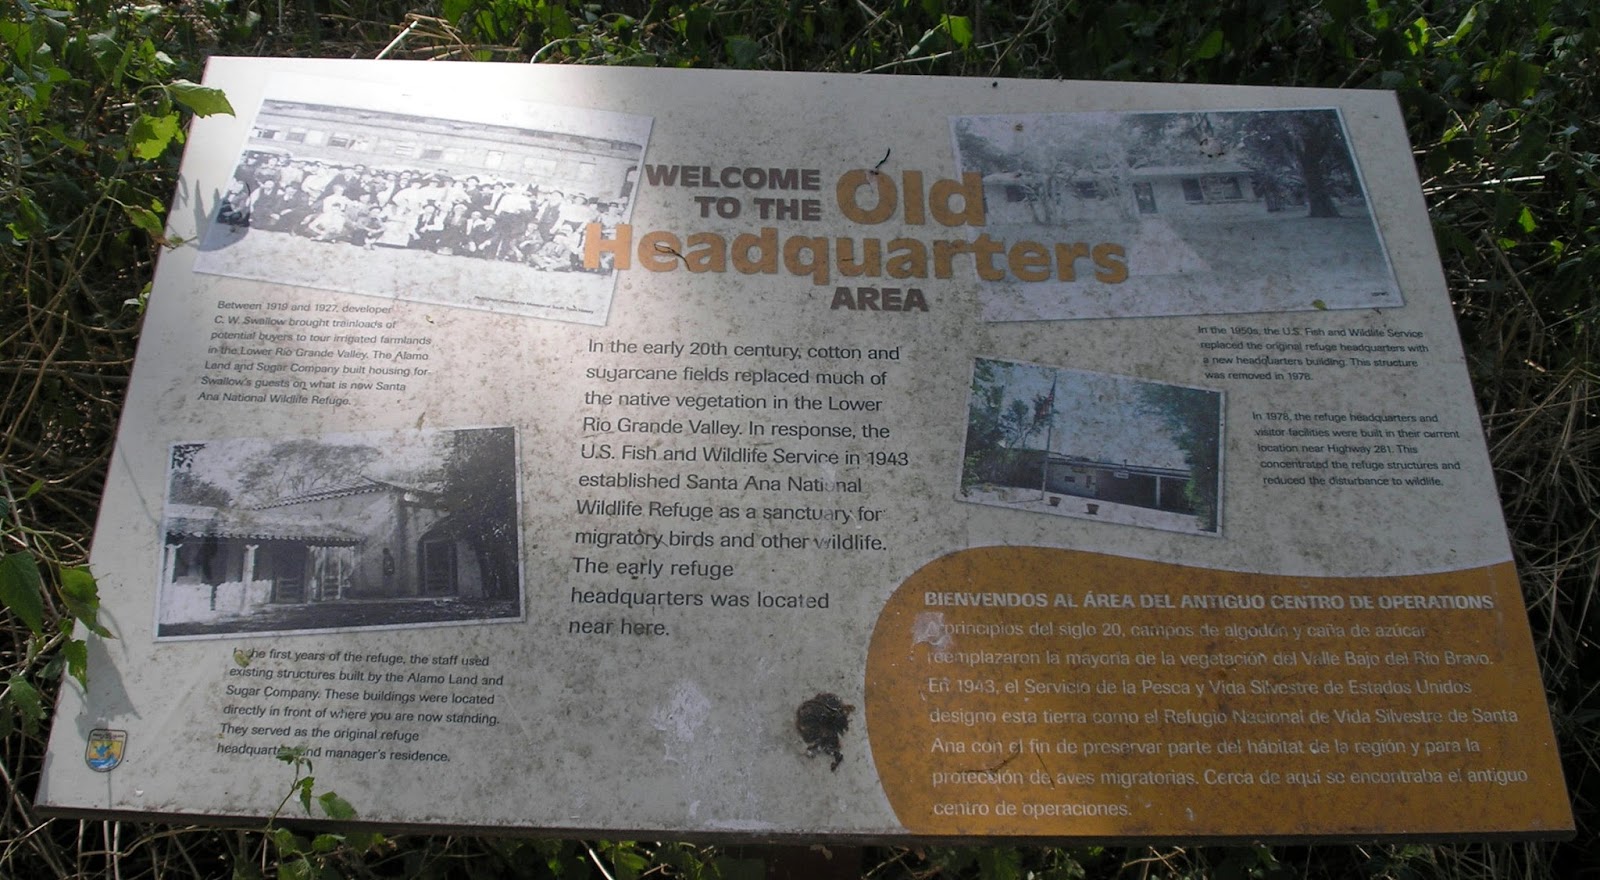 WELCOME
TO THE Old
Headquarters
AREA
Between 1919 and 1927, developer
C. W. Swallow brought trainloads of
potential buyers to tour irrigated farmlands
in the Lower Rio Grande Valley. The Alamo
Land and Sugar Company built housing for
Swallow's guests on what is now Santa
Ana National Wildlife Refuge.
In the first years of the refuge, the staff used
existing structures built by the Alamo Land and
Sugar Company. These buildings were located
directly in front of where you are now standing.
They served as the original refuge
headquarters and manager's residence.
In the early 20th century, cotton and
sugarcane fields replaced much of
the native vegetation in the Lower
Rio Grande Valley. In response, the
U.S. Fish and Wildlife Service in 1943
established Santa Ana National
Wildlife Refuge as a sanctuary for
migratory birds and other wildlife.
The early refuge
headquarters was located
near here.
In the 1950s, the U.S. Fish and Wildlife Service
replaced the original refuge headquarters with
a new headquarters building. This structure
was removed in 1978.
In 1978, the refuge headquarters and
visitor facilities were built in their current
location near Highway 281. This
concentrated the refuge structures and
reduced the disturbance to wildlife.
BIENVENDOS AL ÁREA DEL ANTIGUO CENTRO DE OPERATIONS
A principios del siglo 20, campos de algodón y caña de azúcar
reemplazaron la mayoría de la vegetación del Valle Bajo del Río Bravo.
En 1943, el Servicio de la Pesca y Vida Silvestre de Estados Unidos
designo esta tierra como el Refugio Nacional de Vida Silvestre de Santa
Ana con el fin de preservar parte del hábitat de la región y para la
protección de aves migratorias. Cerca de aquí se encontraba el antiguo
centro de operaciones.